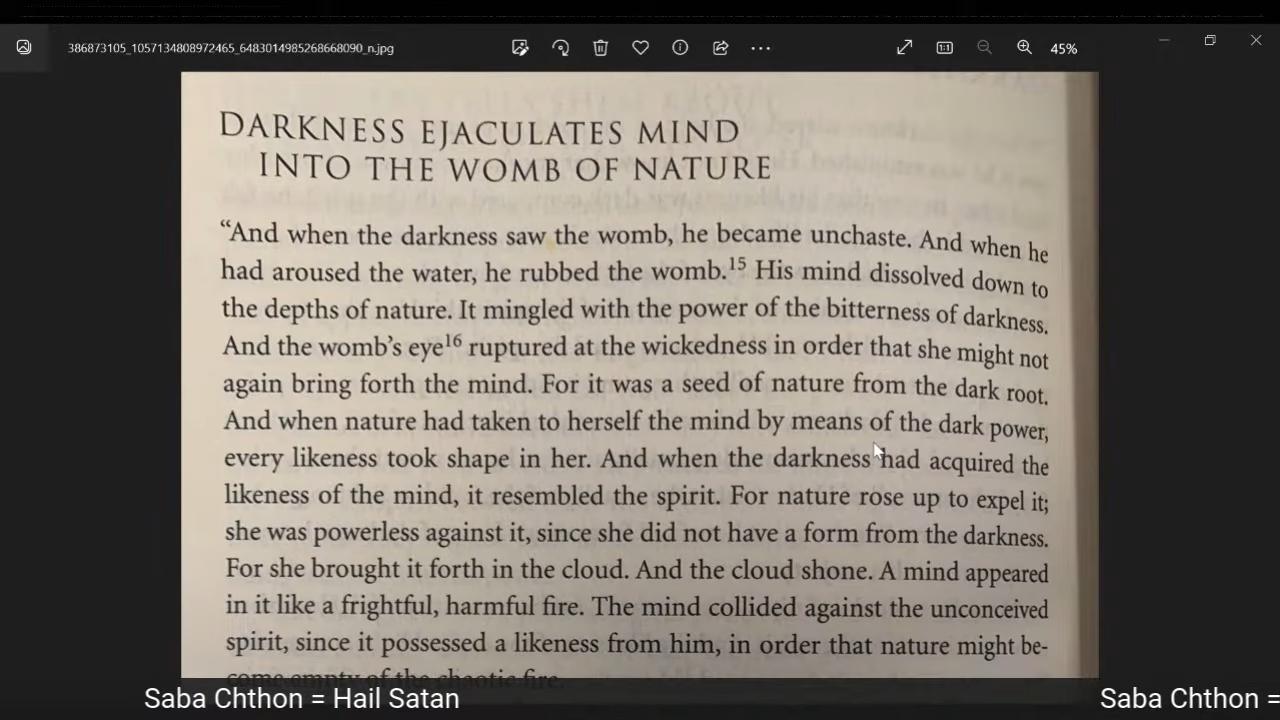 386873105_1057134808972465_6483014985268668090_n.jpg
45%
DARKNESS EJACULATES MIND
INTO THE WOMB OF NATURE
“And when the darkness saw the womb, he became unchaste. And when he
had aroused the water, he rubbed the womb.15 His mind dissolved down to
the depths of nature. It mingled with the power of the bitterness of darkness.
And the womb’s eye16 ruptured at the wickedness in order that she might not
again bring forth the mind. For it was a seed of nature from the dark root.
And when nature had taken to herself the mind by means of the dark power,
every likeness took shape in her. And when the darkness had acquired the
likeness of the mind, it resembled the spirit. For nature rose up to expel it;
she was powerless against it, since she did not have a form from the darkness.
For she brought it forth in the cloud. And the cloud shone. A mind appeared
in it like a frightful, harmful fire. The mind collided against the unconceived
spirit, since it possessed a likeness from him, in order that nature might be-
come empty of the chaotic fire.
Saba Chthon = Hail Satan
Saba Chthon =